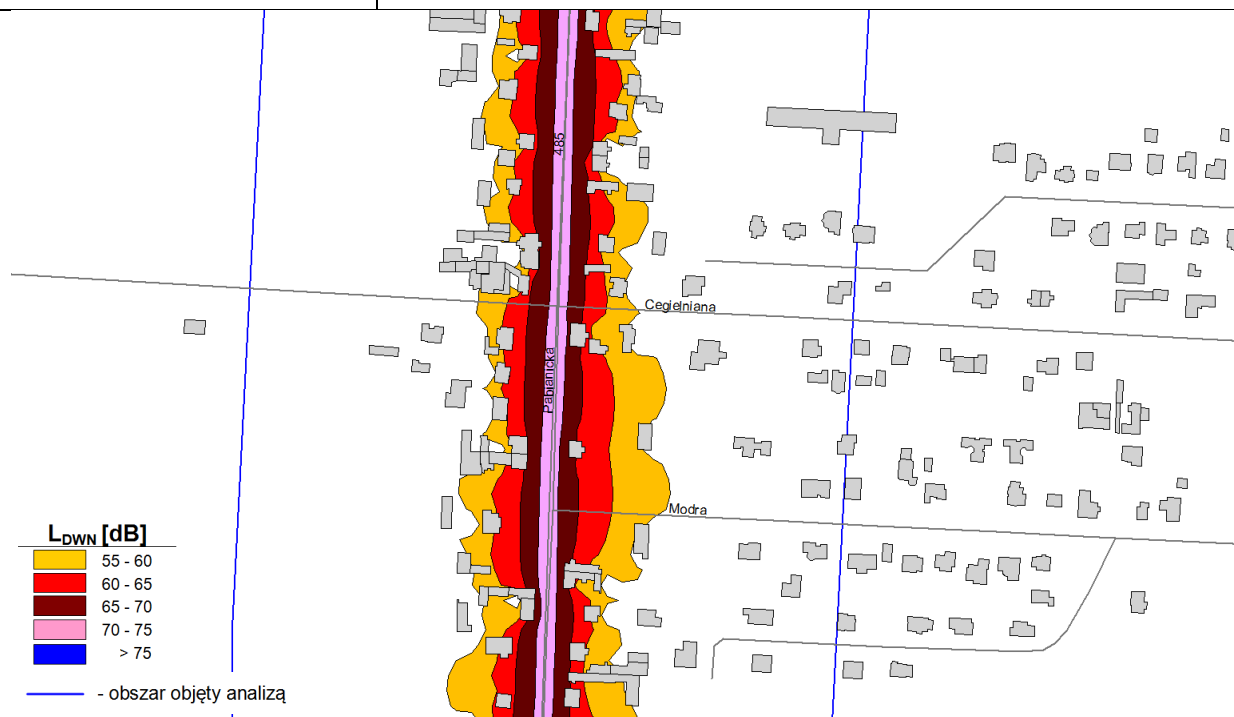 485
Cegielniana
Pabianicka
Modra
LDWN [dB]
55 - 60
60 - 65
65 - 70
70 - 75
> 75
- obszar objęty analizą